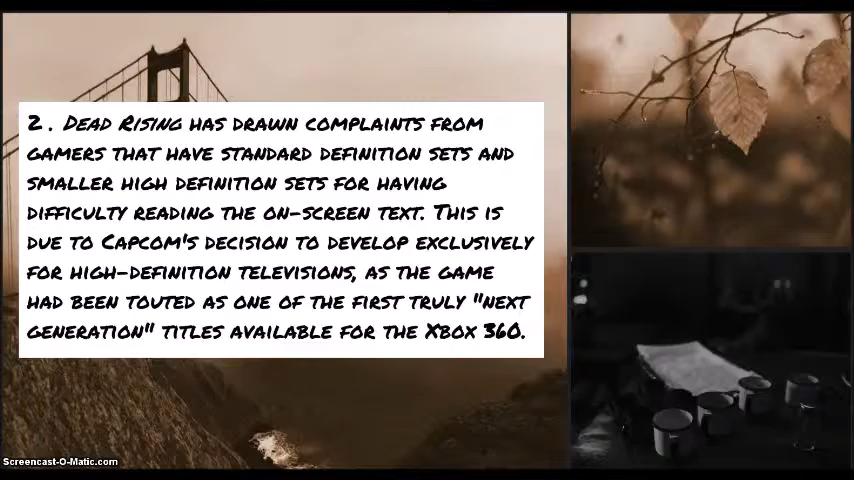 2. Dead Rising has drawn complaints from
gamers that have standard definition sets and
smaller high definition sets for having
difficulty reading the on-screen text. This is
due to Capcom's decision to develop exclusively
for high-definition televisions, as the game
had been touted as one of the first truly "next
generation" titles available for the Xbox 360.
Screencast-O-Matic.com